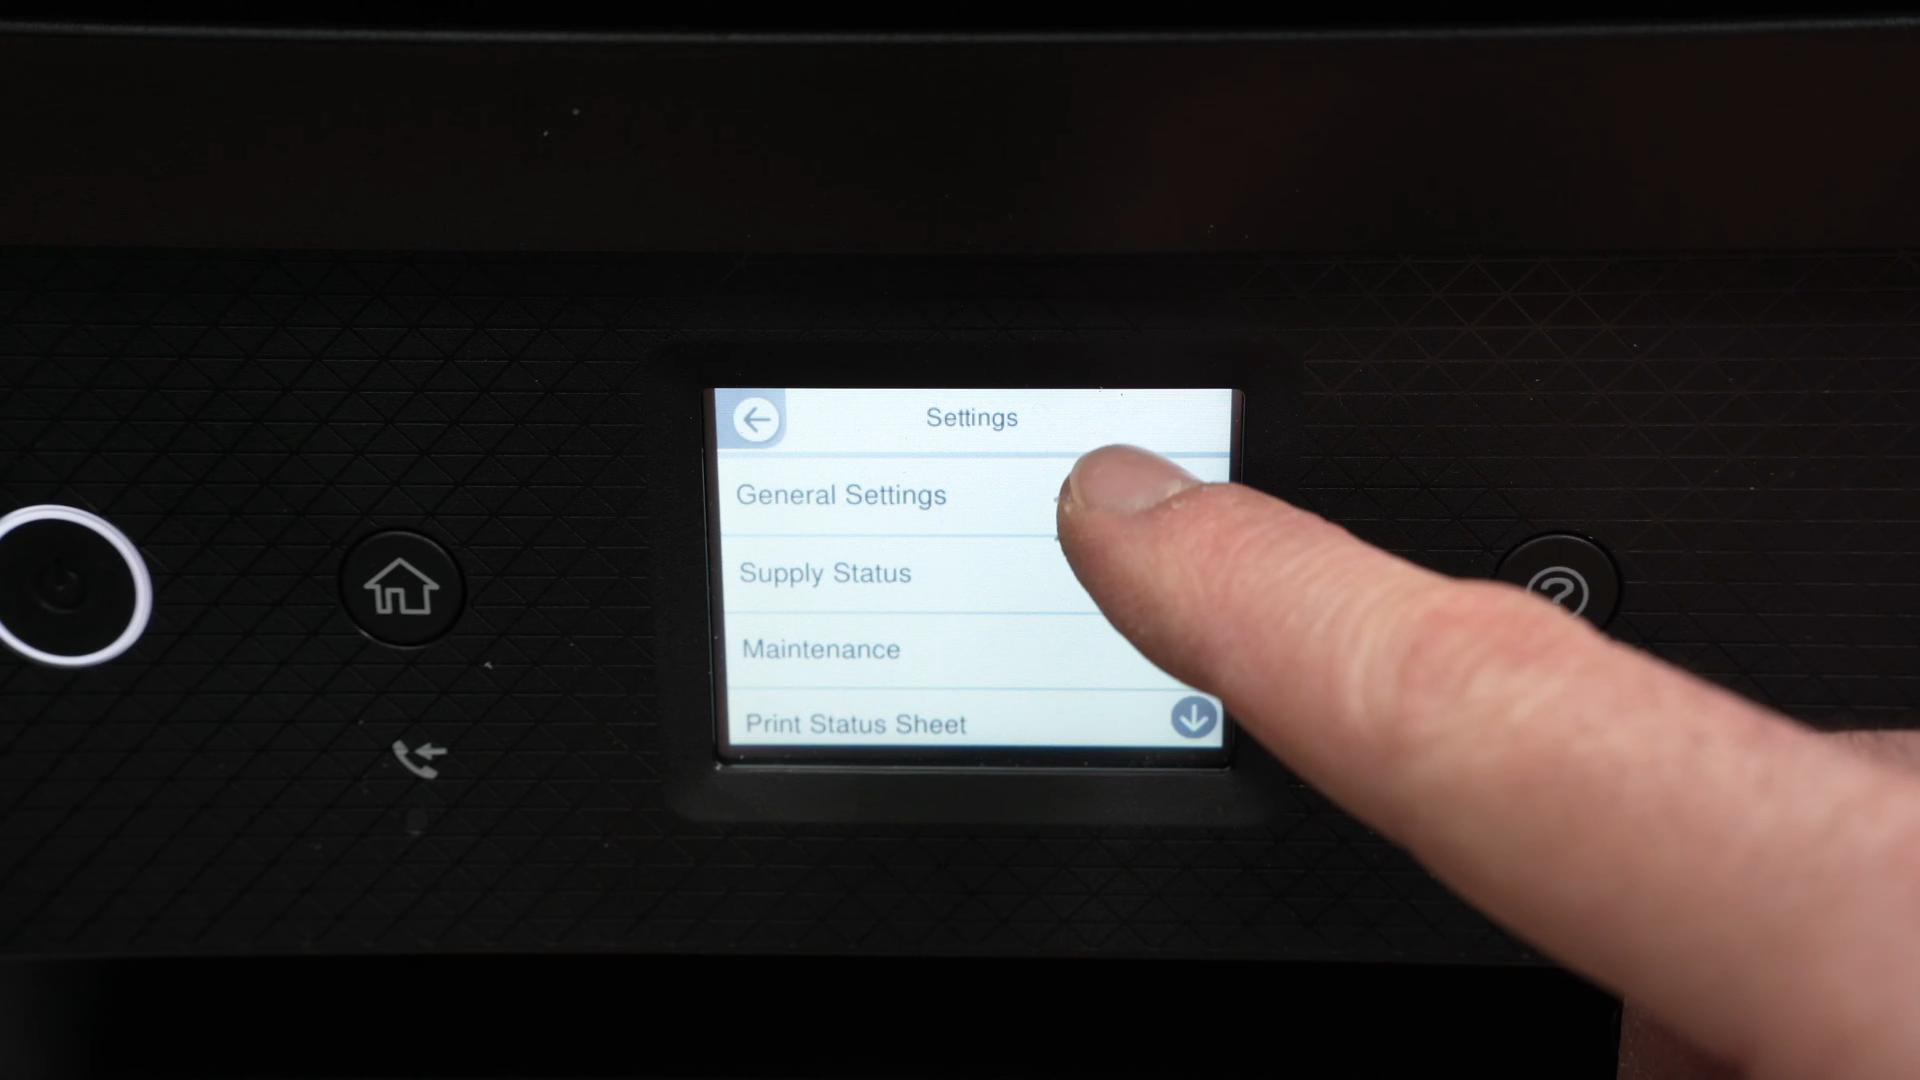 Settings
General Settings
Supply Status
Maintenance
Print Status Sheet
?